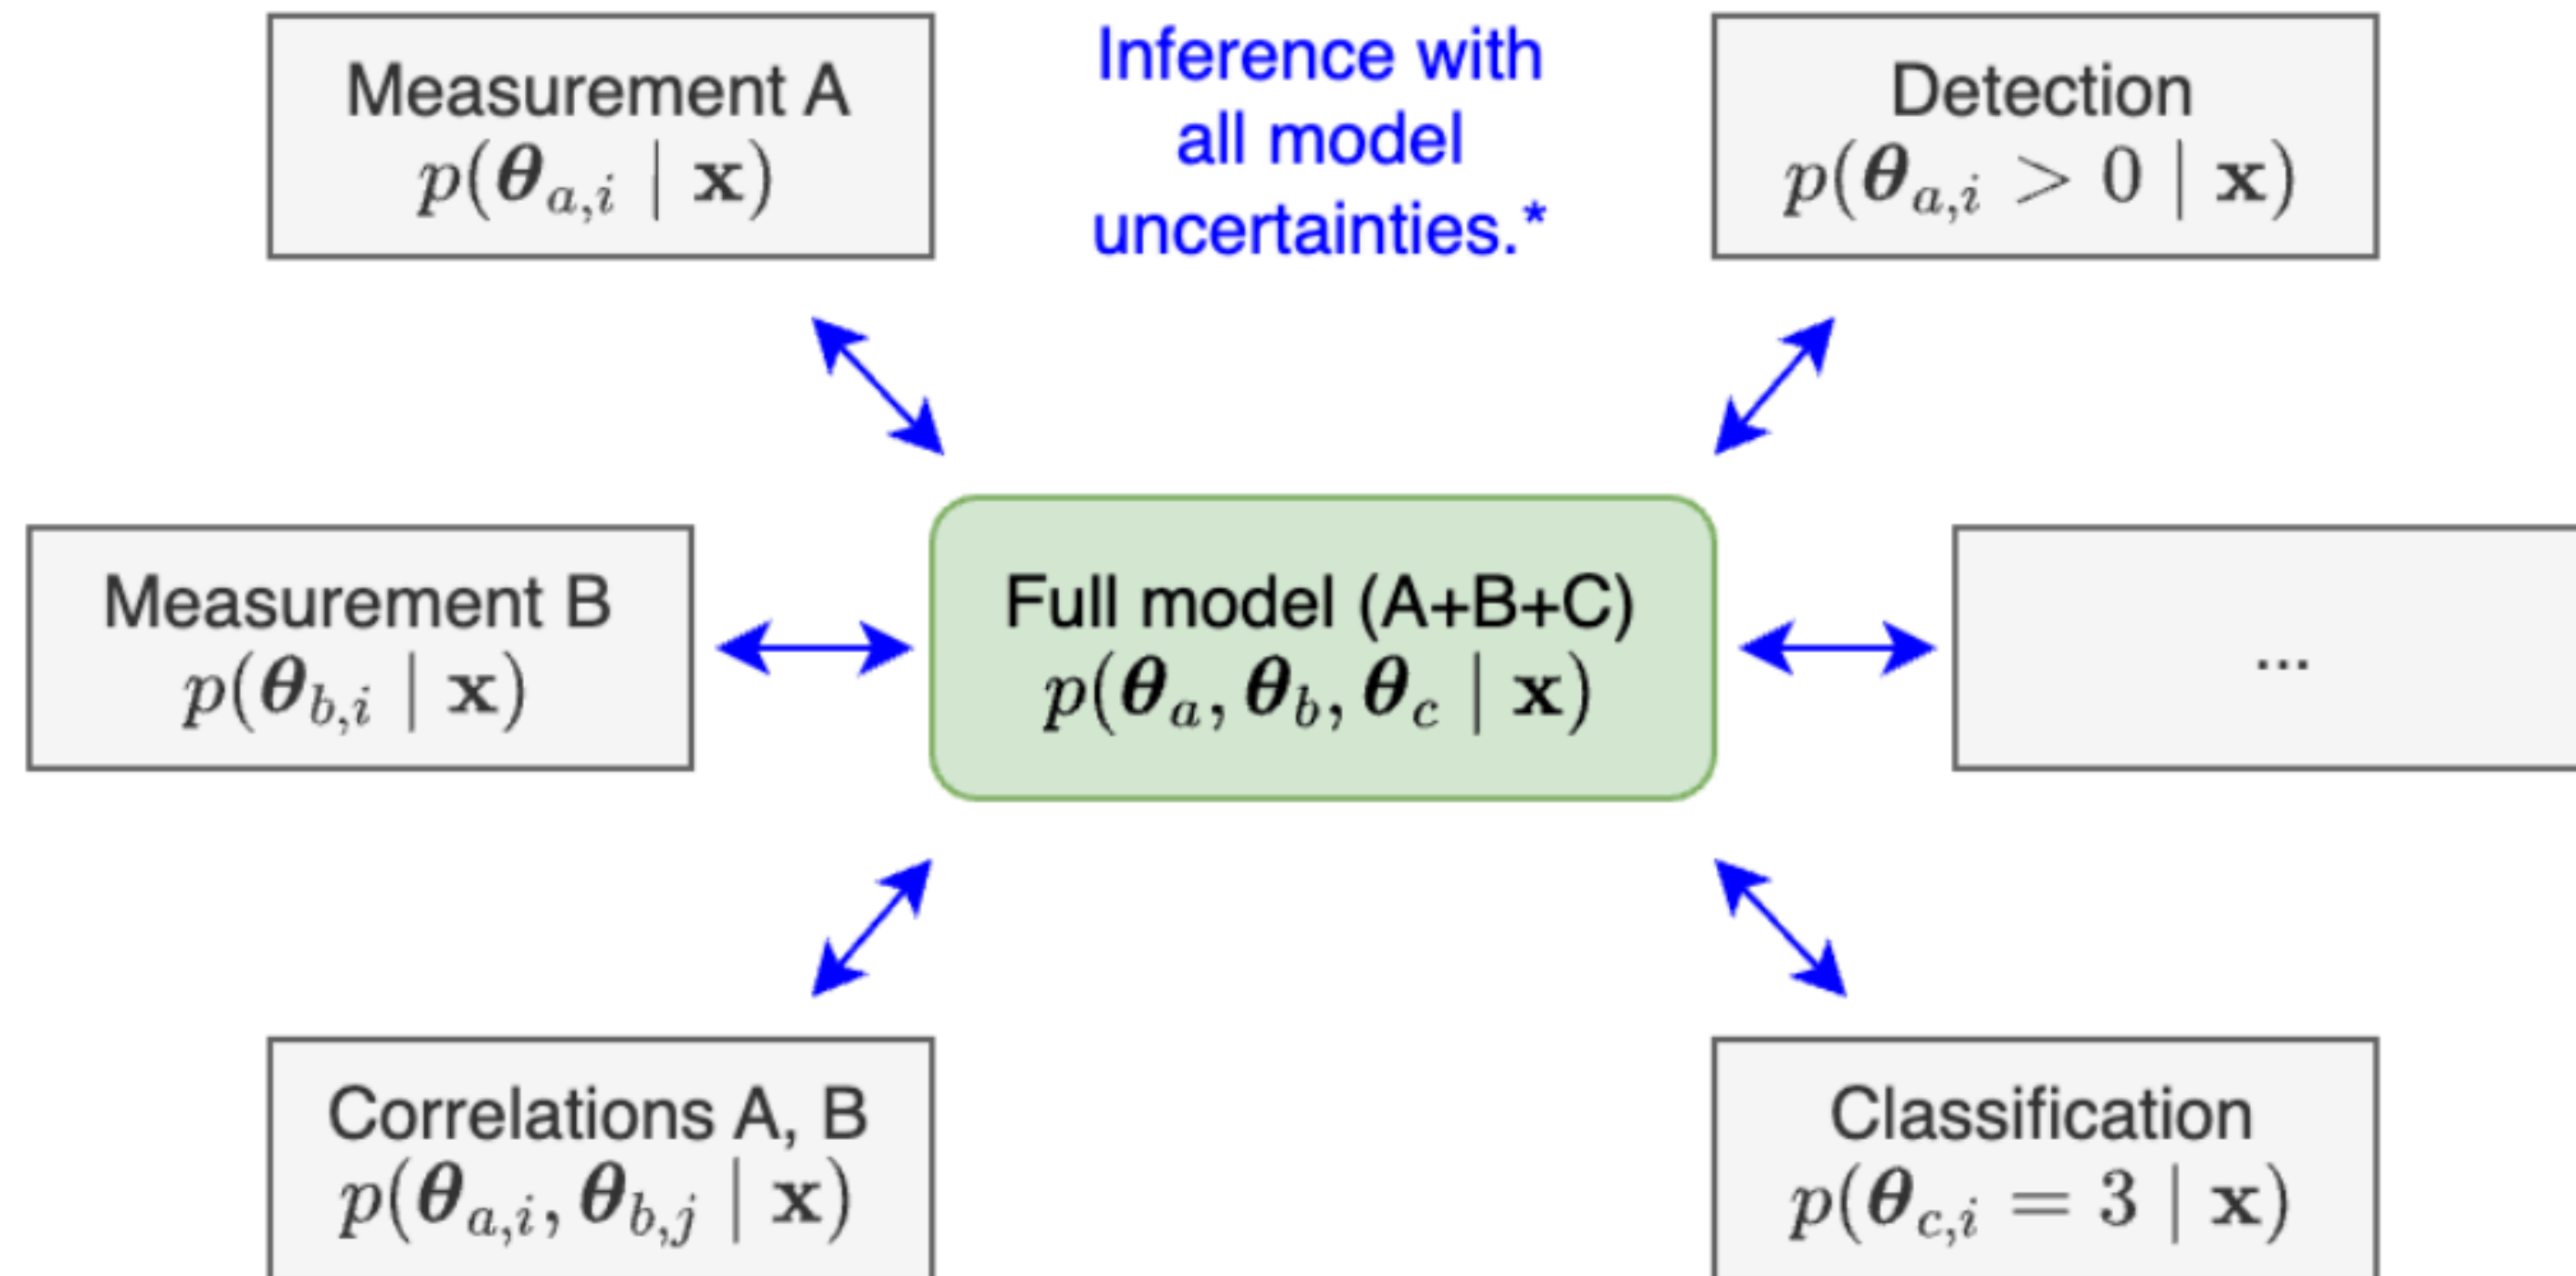 Measurement A
p(θ_{a,i} | x)
Inference with
all model
uncertainties.*
Detection
p(θ_{a,i} > 0 | x)
Measurement B
p(θ_{b,i} | x)
Full model (A+B+C)
p(θ_a, θ_b, θ_c | x)
...
Correlations A, B
p(θ_{a,i}, θ_{b,j} | x)
Classification
p(θ_{c,i} = 3 | x)